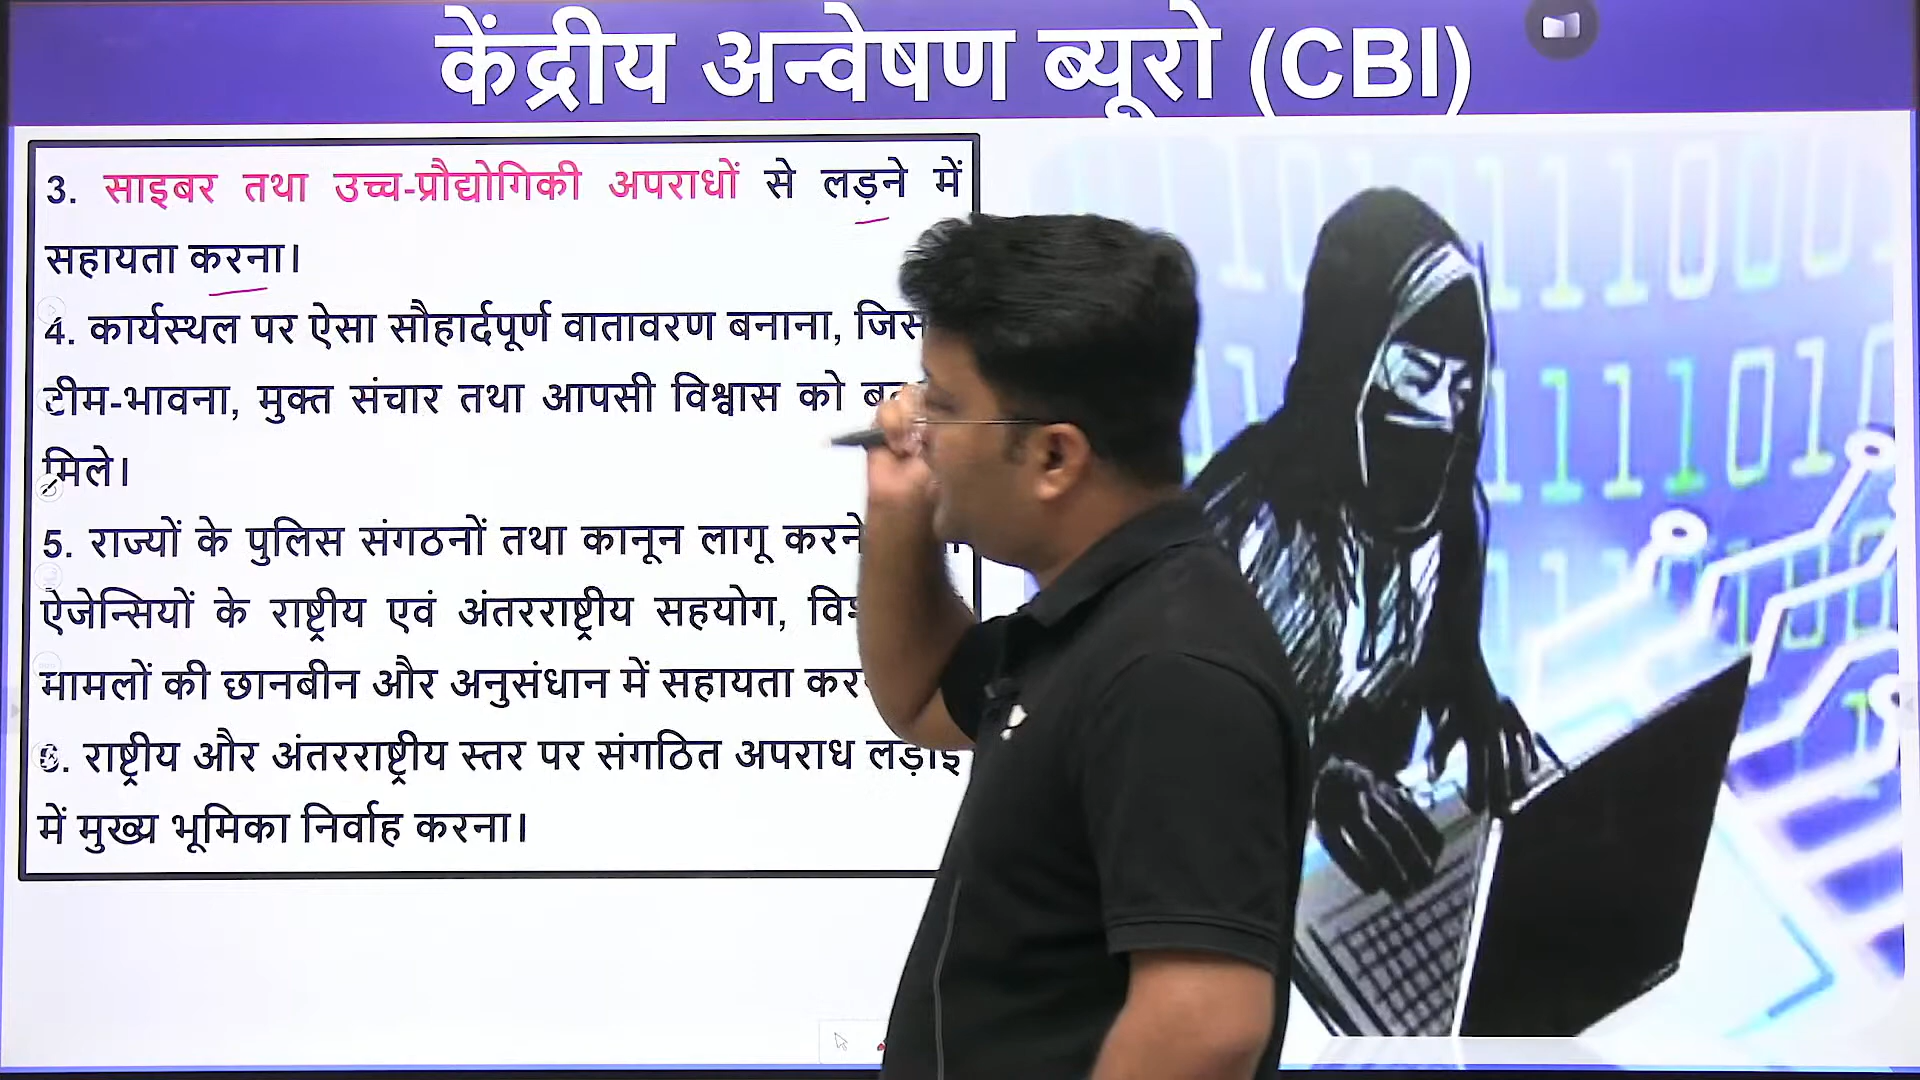 केंद्रीय अन्वेषण ब्यूरो (CBI)
3. साइबर तथा उच्च-प्रौद्योगिकी अपराधों से लड़ने में
सहायता करना।
4. कार्यस्थल पर ऐसा सौहार्दपूर्ण वातावरण बनाना,
टीम-भावना, मुक्त संचार तथा आपसी विश्वास को
मिले।
5. राज्यों के पुलिस संगठनों तथा कानून लागू करने
ऐजेन्सियों के राष्ट्रीय एवं अंतरराष्ट्रीय सहयोग,
मामलों की छानबीन और अनुसंधान में सहायता
6. राष्ट्रीय और अंतरराष्ट्रीय स्तर पर संगठित अपराध लड़ाई
में मुख्य भूमिका निर्वाह करना।